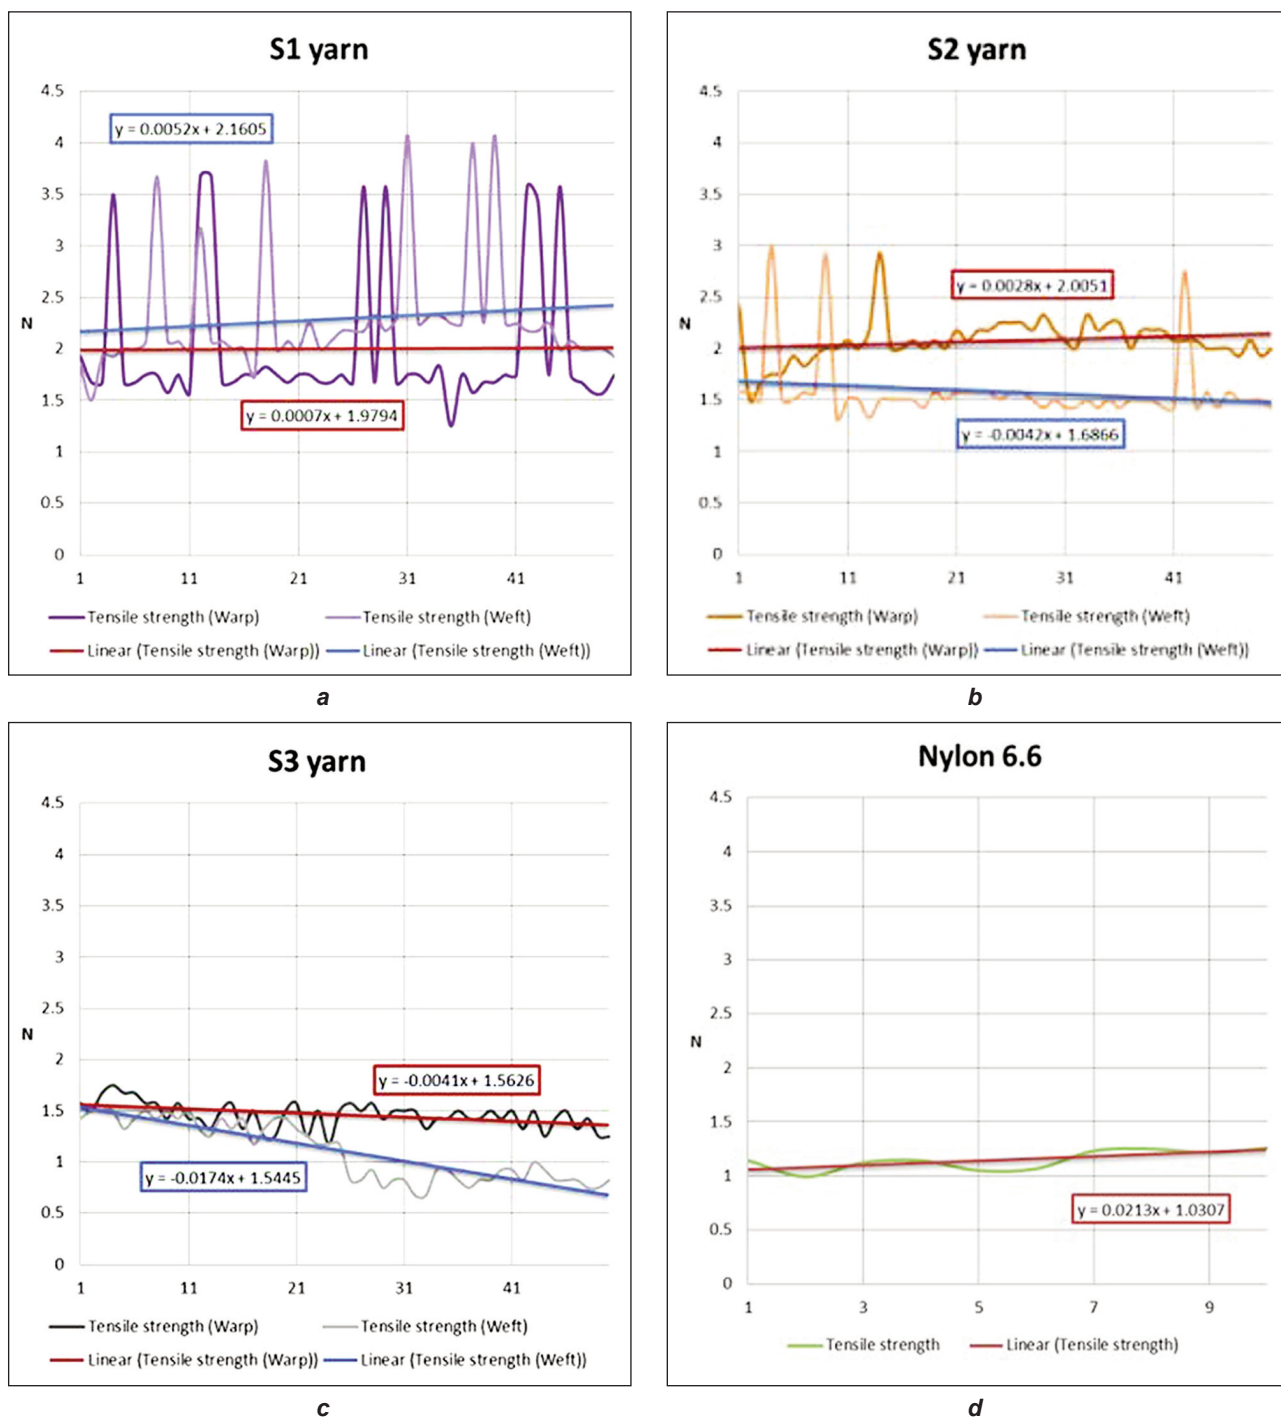 S1 yarn
4.5
y = 0.0052x + 2.1605
4
3.5
3
2.5
N
2
1.5
y = 0.0007x + 1.9794
1
0.5
0
1 11 21 31 41
Tensile strength (Warp) Tensile strength (Weft)
Linear (Tensile strength (Warp)) Linear (Tensile strength (Weft))
a
S2 yarn
4.5
4
3.5
3
y = 0.0028x + 2.0051
2.5
N
2
1.5
y = -0.0042x + 1.6866
1
0.5
0
1 11 21 31 41
Tensile strength (Warp) Tensile strength (Weft)
Linear (Tensile strength (Warp)) Linear (Tensile strength (Weft))
b
S3 yarn
4.5
4
3.5
3
2.5
N
2
y = -0.0041x + 1.5626
1.5
1
y = -0.0174x + 1.5445
0.5
0
1 11 21 31 41
Tensile strength (Warp) Tensile strength (Weft)
Linear (Tensile strength (Warp)) Linear (Tensile strength (Weft))
c
Nylon 6.6
4.5
4
3.5
3
2.5
N
2
1.5
1
y = 0.0213x + 1.0307
0.5
0
1 3 5 7 9
Tensile strength Linear (Tensile strength)
d